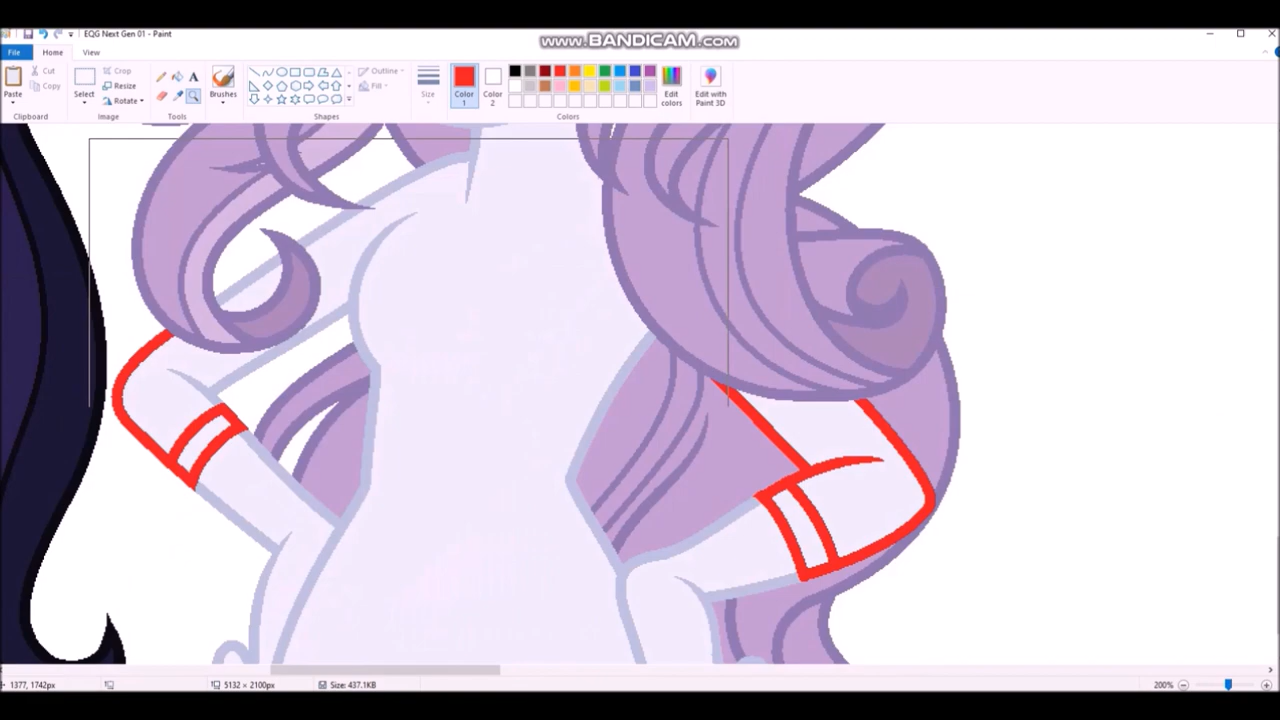 www.BANDICAM.com
EQG Next Gen 01 - Paint
File Home View
Paste
Cut
Copy
Clipboard
Select
Crop
Resize
Rotate
Image
A
Tools
Brushes
Outline
Fill
Shapes
Size
Color 1
Color 2
Colors
Edit colors
Edit with Paint 3D
1377, 1742px
5132 × 2100px
Size: 437.1KB
200%